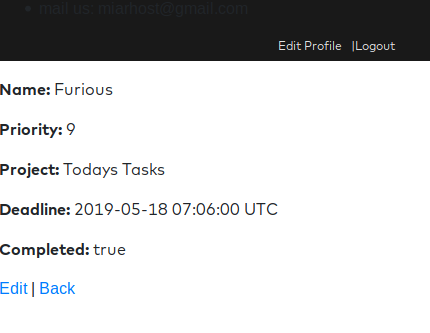 • mail us: miarhost@gmail.com
Edit Profile |Logout
Name: Furious
Priority: 9
Project: Todays Tasks
Deadline: 2019-05-18 07:06:00 UTC
Completed: true
Edit | Back